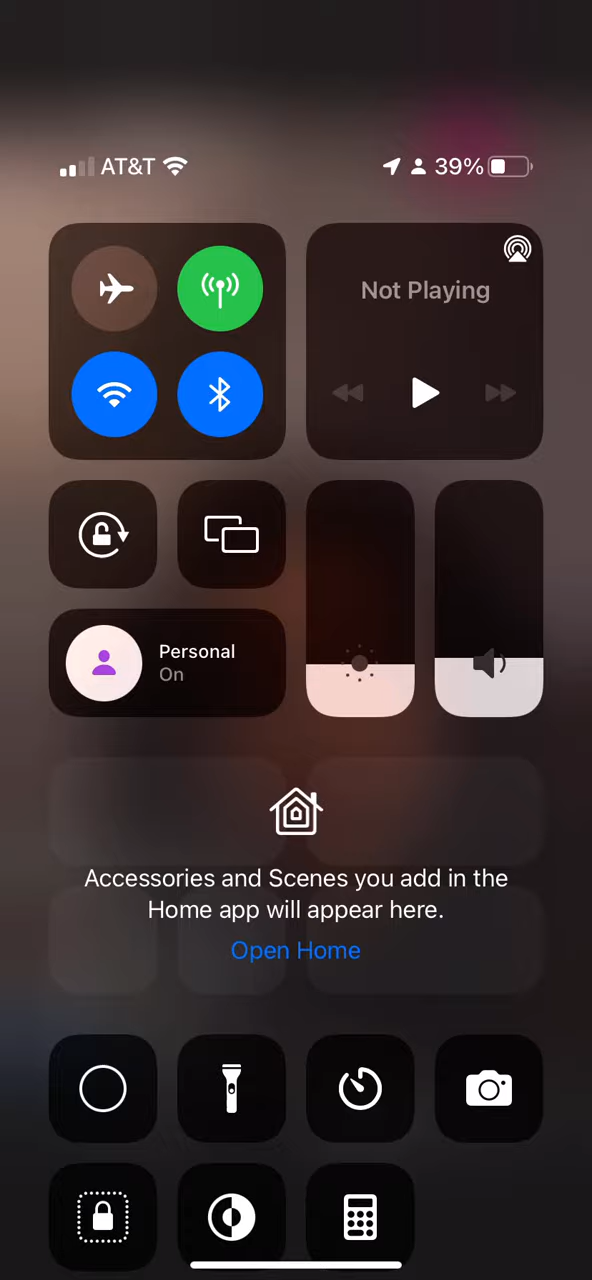 AT&T
39%
Not Playing
Personal
On
Accessories and Scenes you add in the
Home app will appear here.
Open Home